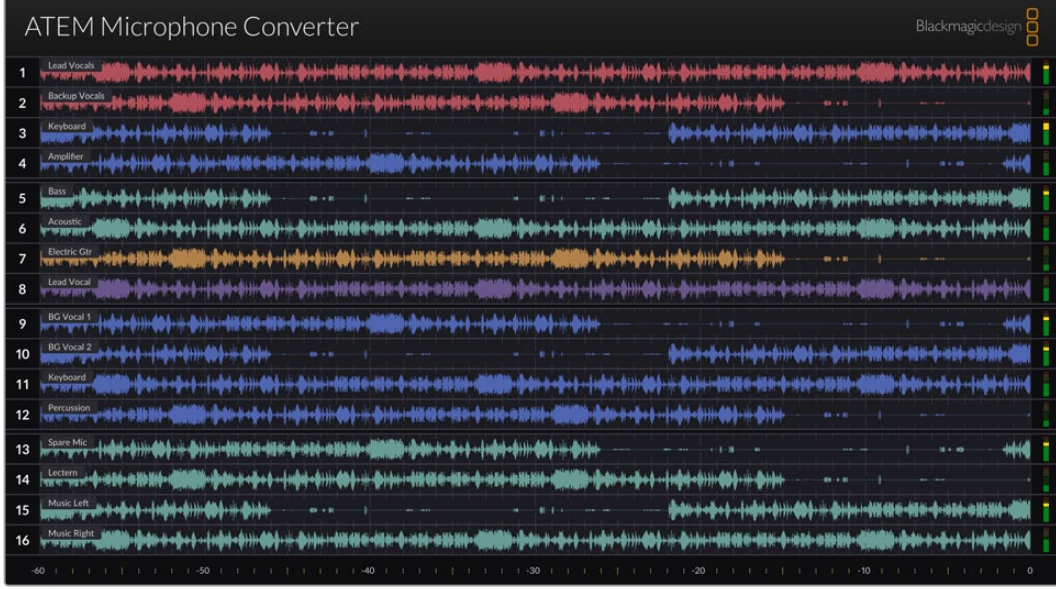 ATEM Microphone Converter
Blackmagicdesign
1 Lead Vocals
2 Backup Vocals
3 Keyboard
4 Amplifier
5 Bass
6 Acoustic
7 Electric Gtr
8 Lead Vocal
9 BG Vocal 1
10 BG Vocal 2
11 Keyboard
12 Percussion
13 Spare Mic
14 Lectern
15 Music Left
16 Music Right
-60 -50 -40 -30 -20 -10 0